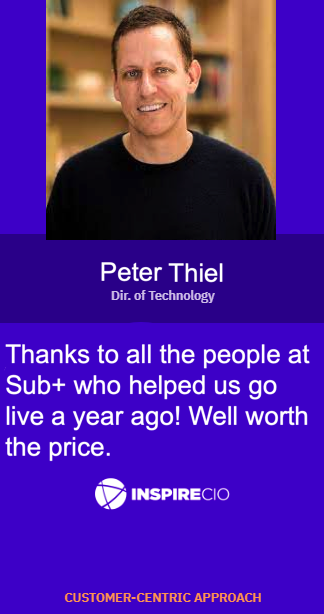 Peter Thiel
Dir. of Technology
Thanks to all the people at
Sub+ who helped us go
live a year ago! Well worth
the price.
INSPIRECIO
CUSTOMER-CENTRIC APPROACH